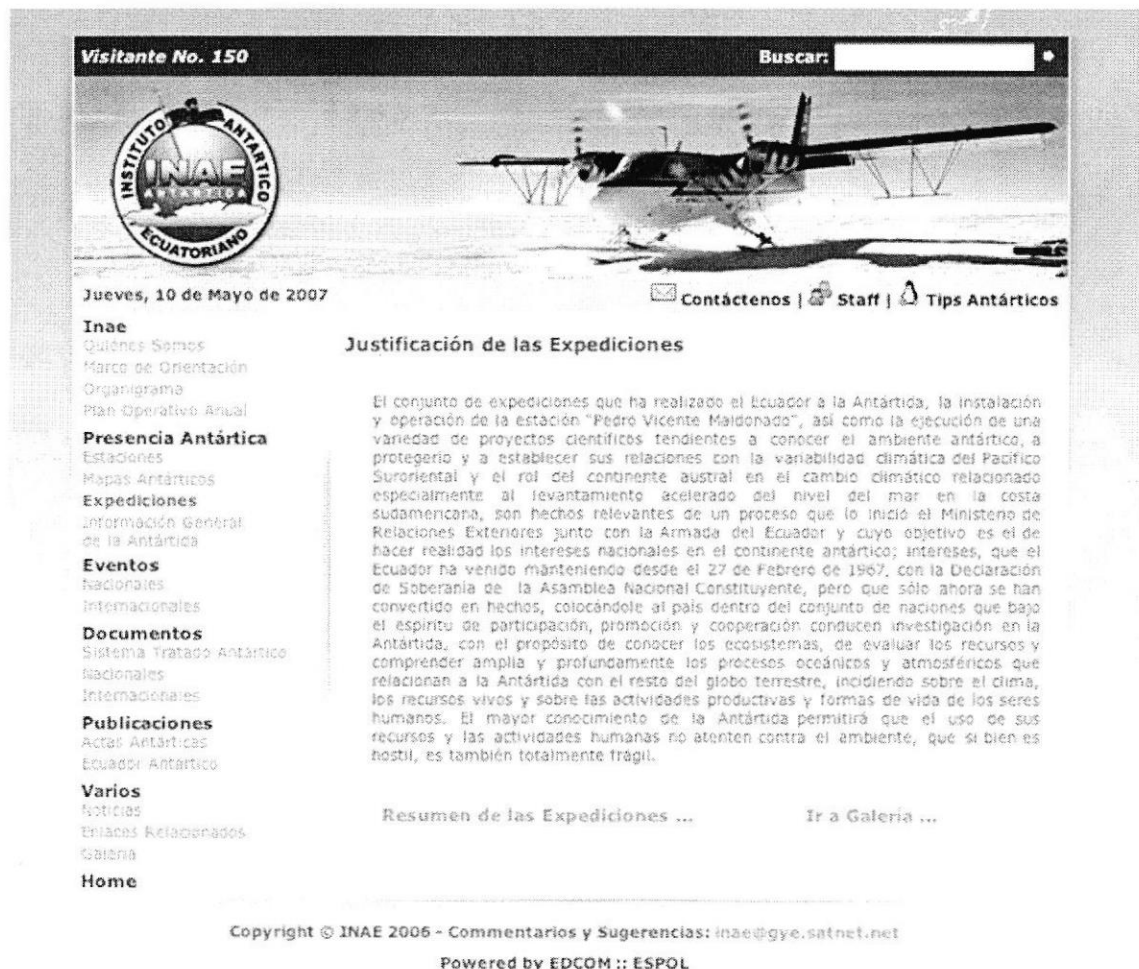 Visitante No. 150
Buscar:
INSTITUTO ANTARTICO
INAE
ANTARTIDA
ECUATORIANO
Jueves, 10 de Mayo de 2007
Contáctenos | Staff | Tips Antárticos
Inae
Quiénes Somos
Marco de Orientación
Organigrama
Plan Operativo Anual
Presencia Antártica
Estaciones
Mapas Antárticos
Expediciones
Información General
de la Antártida
Eventos
Nacionales
Internacionales
Documentos
Sistema Tratado Antártico
Nacionales
Internacionales
Publicaciones
Actas Antárticas
Ecuador Antártico
Varios
Noticias
Enlaces Relacionados
Galería
Home
Justificación de las Expediciones
El conjunto de expediciones que ha realizado el Ecuador a la Antártida, la instalación
y operación de la estación "Pedro Vicente Maldonado", así como la ejecución de una
variedad de proyectos científicos tendientes a conocer el ambiente antártico, a
protegerlo y a establecer sus relaciones con la variabilidad climática del Pacífico
Suroriental y el rol del continente austral en el cambio climático relacionado
especialmente al levantamiento acelerado del nivel del mar en la costa
sudamericana, son hechos relevantes de un proceso que lo inició el Ministerio de
Relaciones Exteriores junto con la Armada del Ecuador y cuyo objetivo es el de
hacer realidad los intereses nacionales en el continente antártico; intereses, que el
Ecuador ha venido manteniendo desde el 27 de Febrero de 1967, con la Declaración
de Soberanía de la Asamblea Nacional Constituyente, pero que sólo ahora se han
convertido en hechos, colocándole al país dentro del conjunto de naciones que bajo
el espíritu de participación, promoción y cooperación conducen investigación en la
Antártida, con el propósito de conocer los ecosistemas, de evaluar los recursos y
comprender amplia y profundamente los procesos oceánicos y atmosféricos que
relacionan a la Antártida con el resto del globo terrestre, incidiendo sobre el clima,
los recursos vivos y sobre las actividades productivas y formas de vida de los seres
humanos. El mayor conocimiento de la Antártida permitirá que el uso de sus
recursos y las actividades humanas no atenten contra el ambiente, que si bien es
hostil, es también totalmente frágil.
Resumen de las Expediciones ...
Ir a Galería ...
Copyright © INAE 2006 - Commentarios y Sugerencias: inae@gye.satnet.net
Powered by EDCOM :: ESPOL